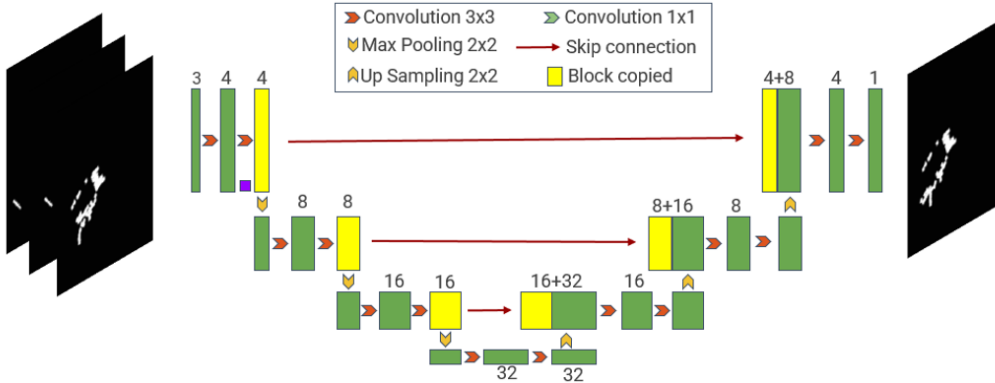 Convolution 3x3
Convolution 1x1
Max Pooling 2x2
Skip connection
Up Sampling 2x2
Block copied
3
4
4
4+8
4
1
8
8
8+16
8
16
16
16+32
16
32
32